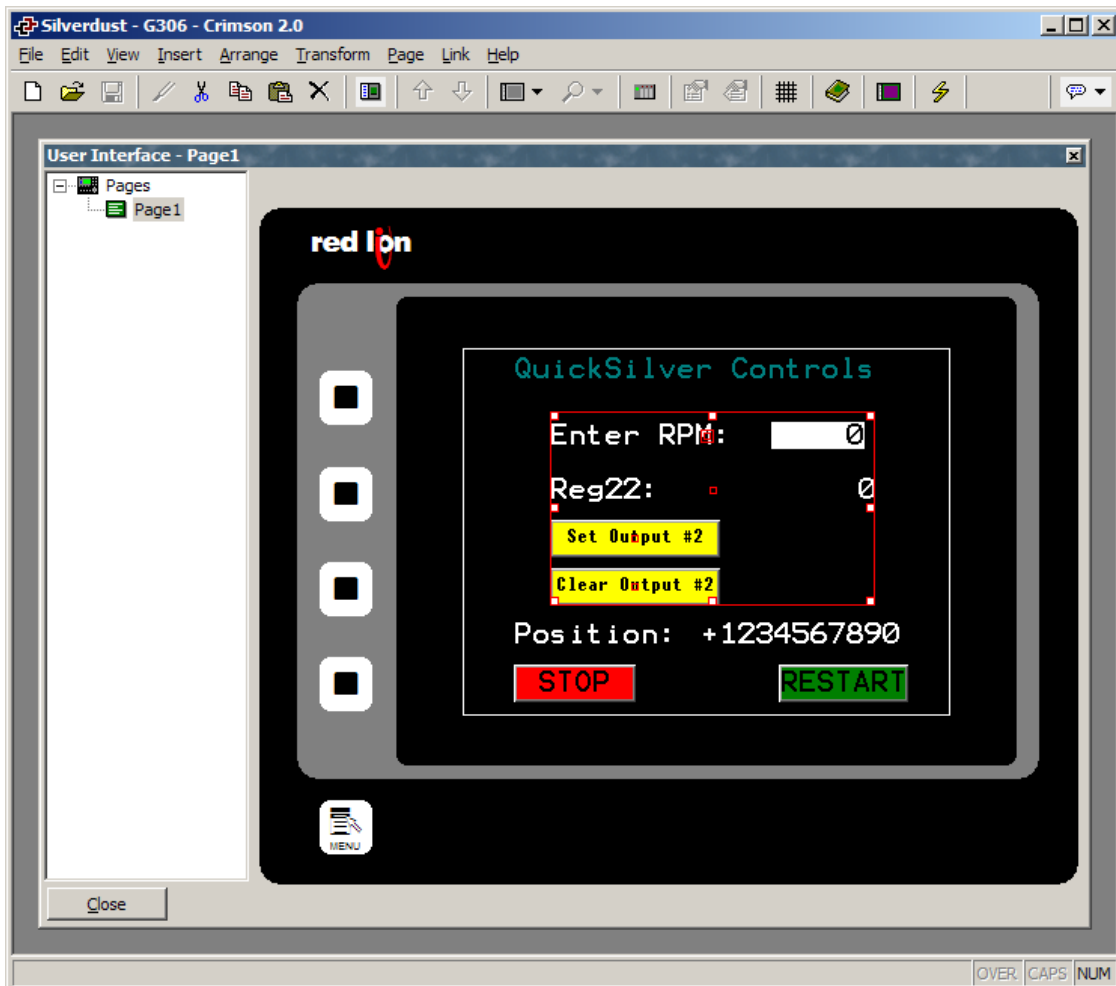 Silverdust - G306 - Crimson 2.0
File Edit View Insert Arrange Transform Page Link Help
User Interface - Page1
Pages
Page1
red lion
QuickSilver Controls
Enter RPM: 0
Reg22: 0
Set Output #2
Clear Output #2
Position: +1234567890
STOP RESTART
MENU
Close
OVER CAPS NUM